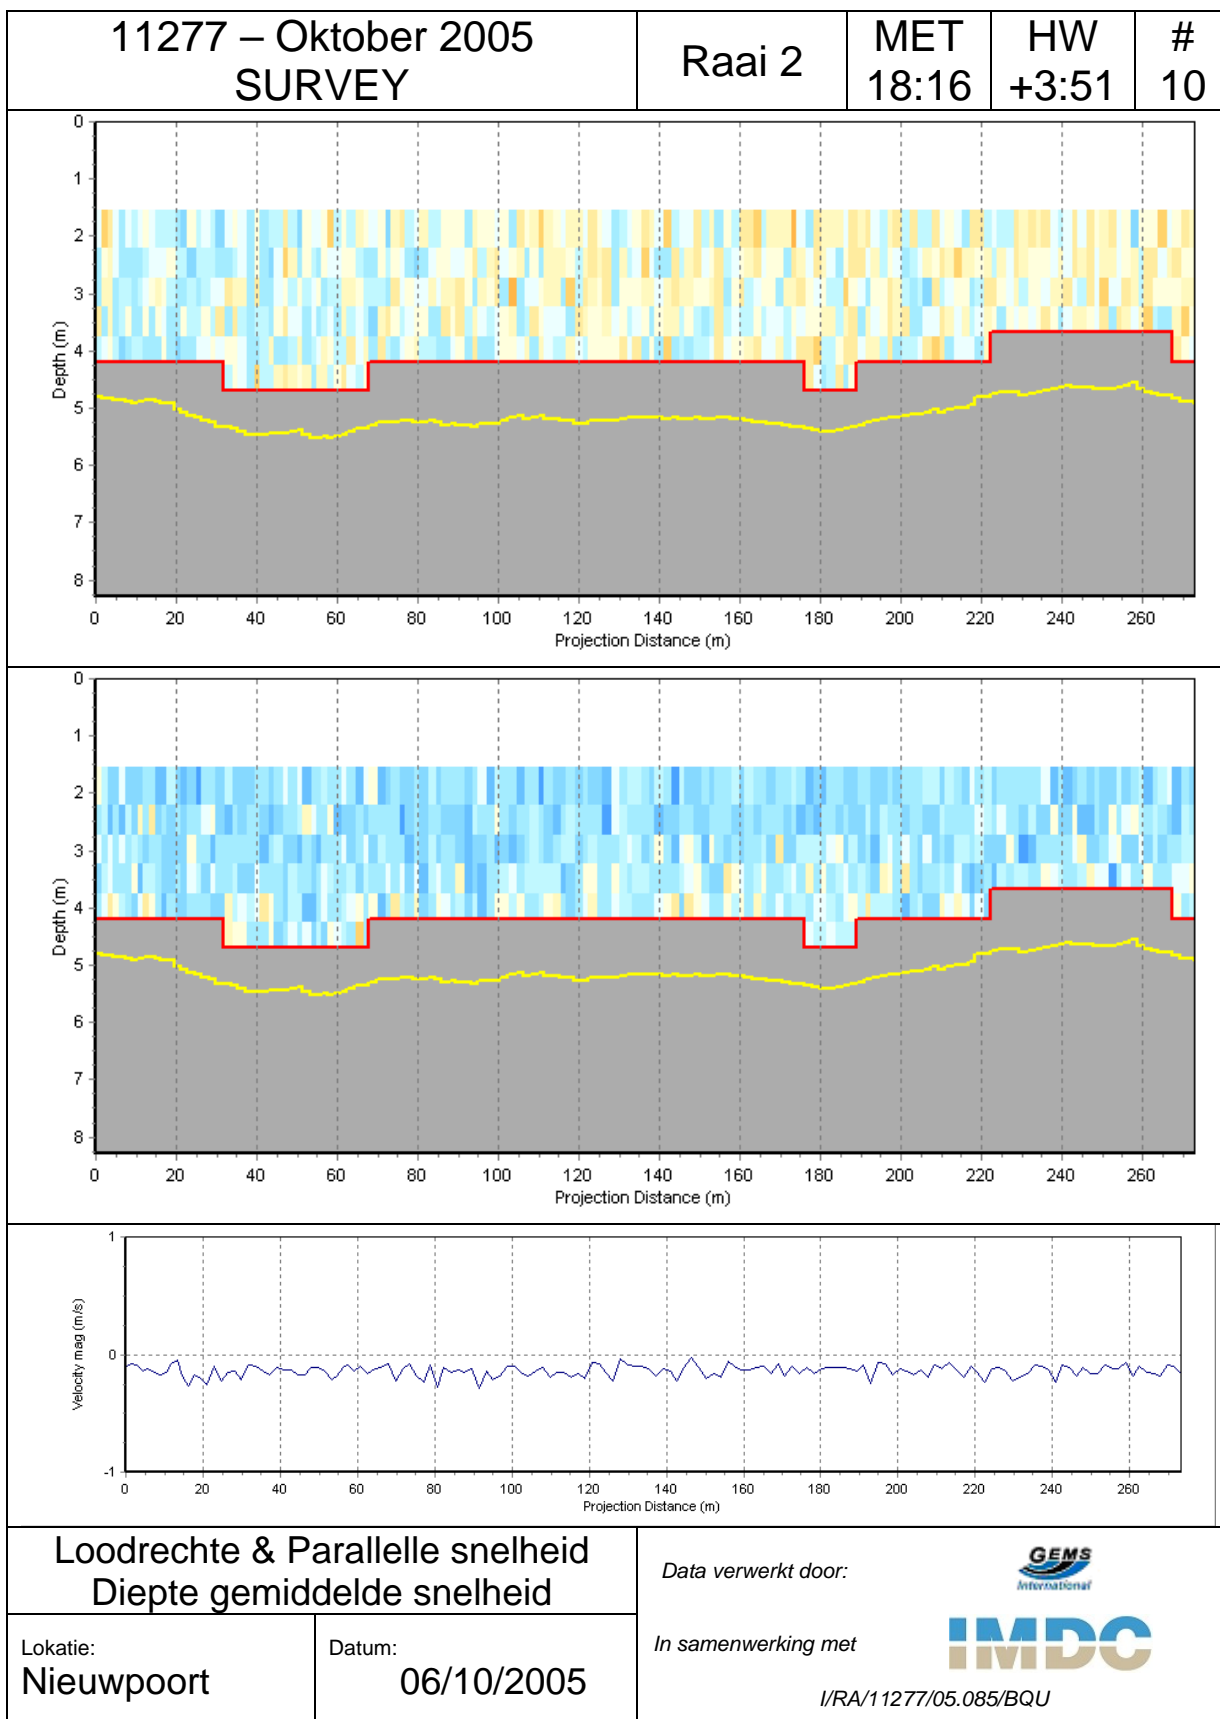 11277 – Oktober 2005
SURVEY
Raai 2
MET
18:16
HW
+3:51
#
10
0
1
2
3
4
5
6
7
8
Depth (m)
0 20 40 60 80 100 120 140 160 180 200 220 240 260
Projection Distance (m)
0
1
2
3
4
5
6
7
8
Depth (m)
0 20 40 60 80 100 120 140 160 180 200 220 240 260
Projection Distance (m)
1
0
-1
Velocity mag (m/s)
0 20 40 60 80 100 120 140 160 180 200 220 240 260
Projection Distance (m)
Loodrechte & Parallelle snelheid
Diepte gemiddelde snelheid
Lokatie:
Nieuwpoort
Datum:
06/10/2005
Data verwerkt door:
GEMS
International
In samenwerking met
IMDC
I/RA/11277/05.085/BQU